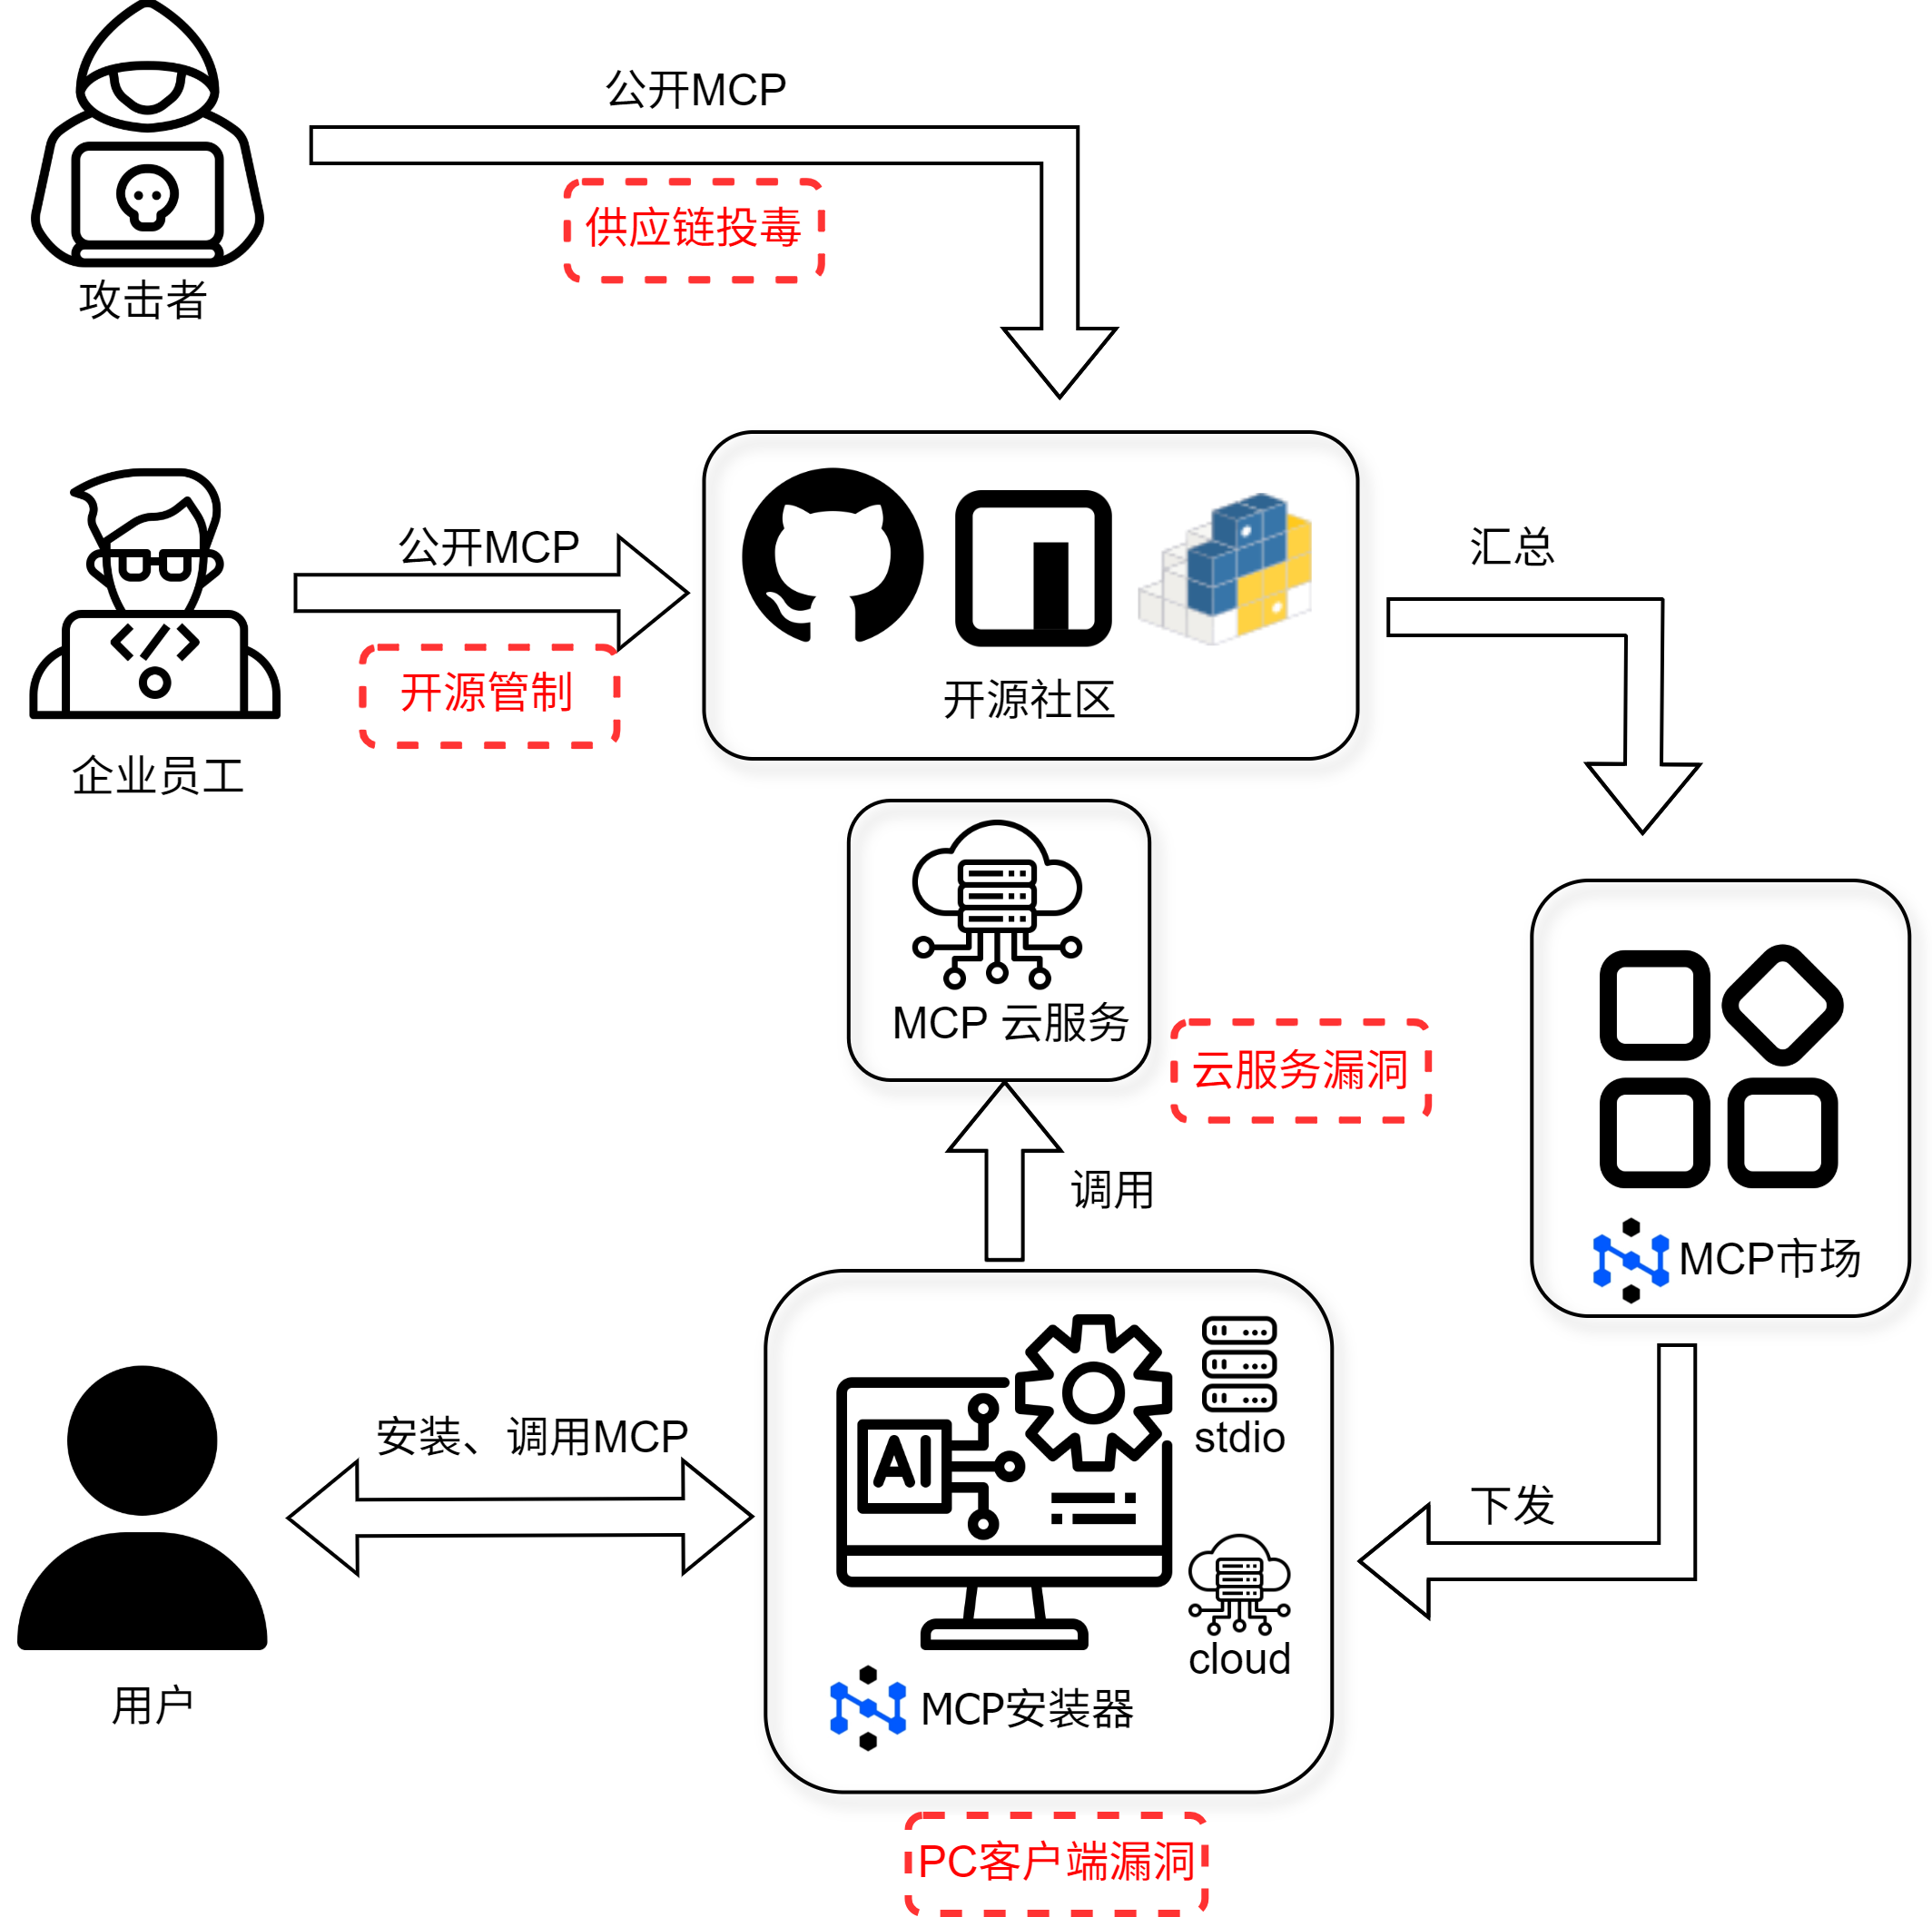 公开MCP
供应链投毒
攻击者
公开MCP
汇总
开源管制
开源社区
企业员工
MCP 云服务
云服务漏洞
调用
MCP市场
安装、调用MCP
AI
stdio
下发
cloud
用户
MCP安装器
PC客户端漏洞